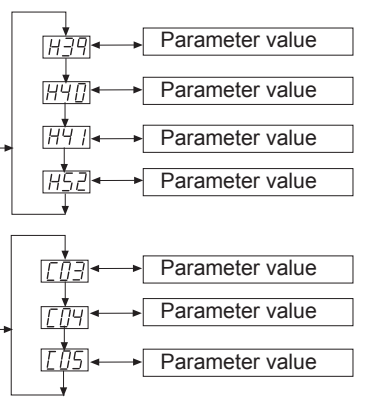 H39 Parameter value
H40 Parameter value
H41 Parameter value
H52 Parameter value
C03 Parameter value
C04 Parameter value
C05 Parameter value